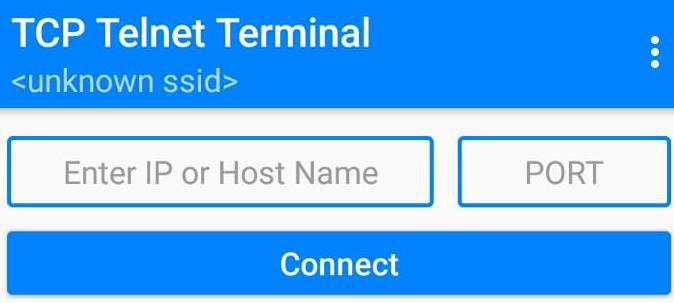 TCP Telnet Terminal
<unknown ssid>
Enter IP or Host Name
PORT
Connect